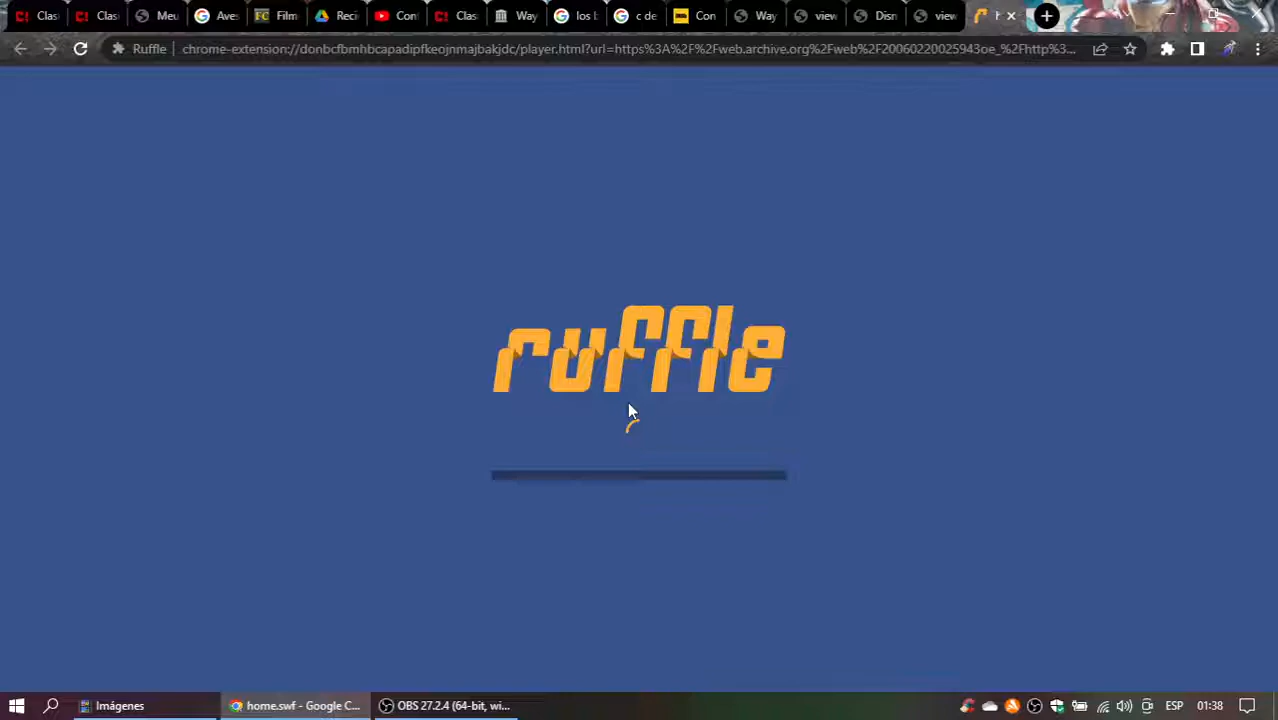 Clas
Clas
Meu
Aves
Film
Reci
Con
Clas
Way
los b
c de
Con
Way
view
Disn
view
Ruffle
chrome-extension://donbcfbmhbcapadipfkeojnmajbakjdc/player.html?url=https%3A%2F%2Fweb.archive.org%2Fweb%2F20060220025943oe_%2Fhttp%3...
ruffle
Imágenes
home.swf - Google C...
OBS 27.2.4 (64-bit, wi...
ESP
01:38